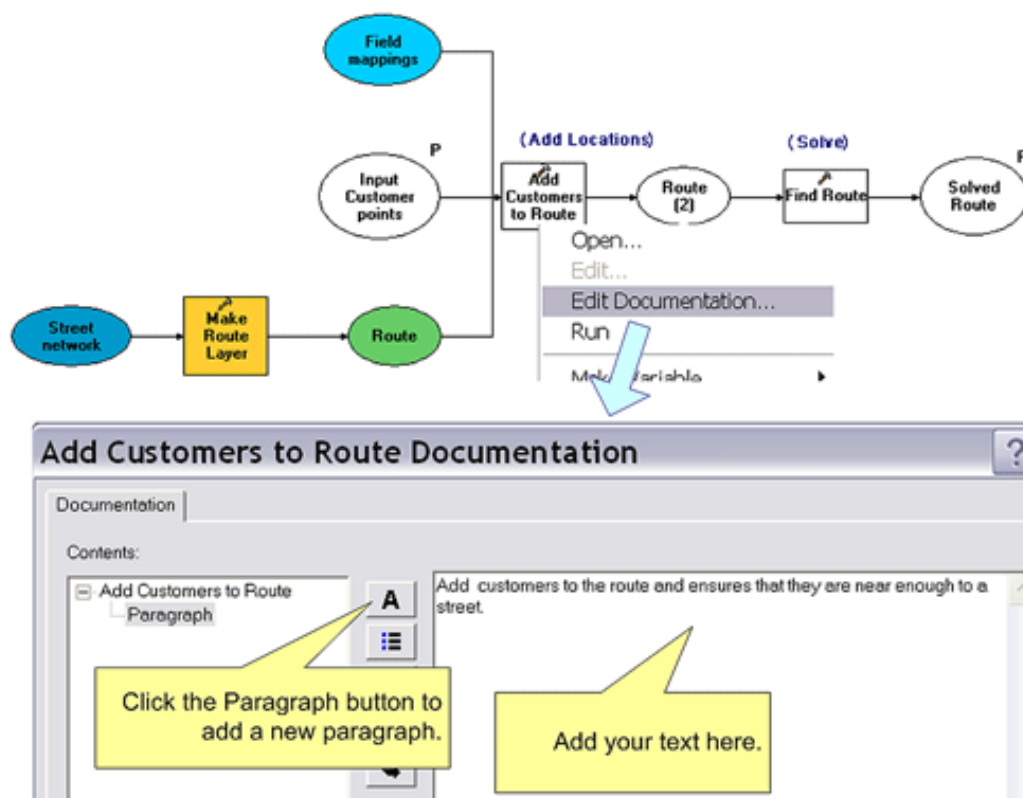 Field
mappings
P
Input
Customer
points
(Add Locations)
Add
Customers
to Route
Route
(2)
(Solve)
Find Route
P
Solved
Route
Street
network
Make
Route
Layer
Route
Open...
Edit...
Edit Documentation...
Run
Make Variable
Add Customers to Route Documentation
?
Documentation
Contents:
Add Customers to Route
Paragraph
A
Add customers to the route and ensures that they are near enough to a
street.
Click the Paragraph button to
add a new paragraph.
Add your text here.